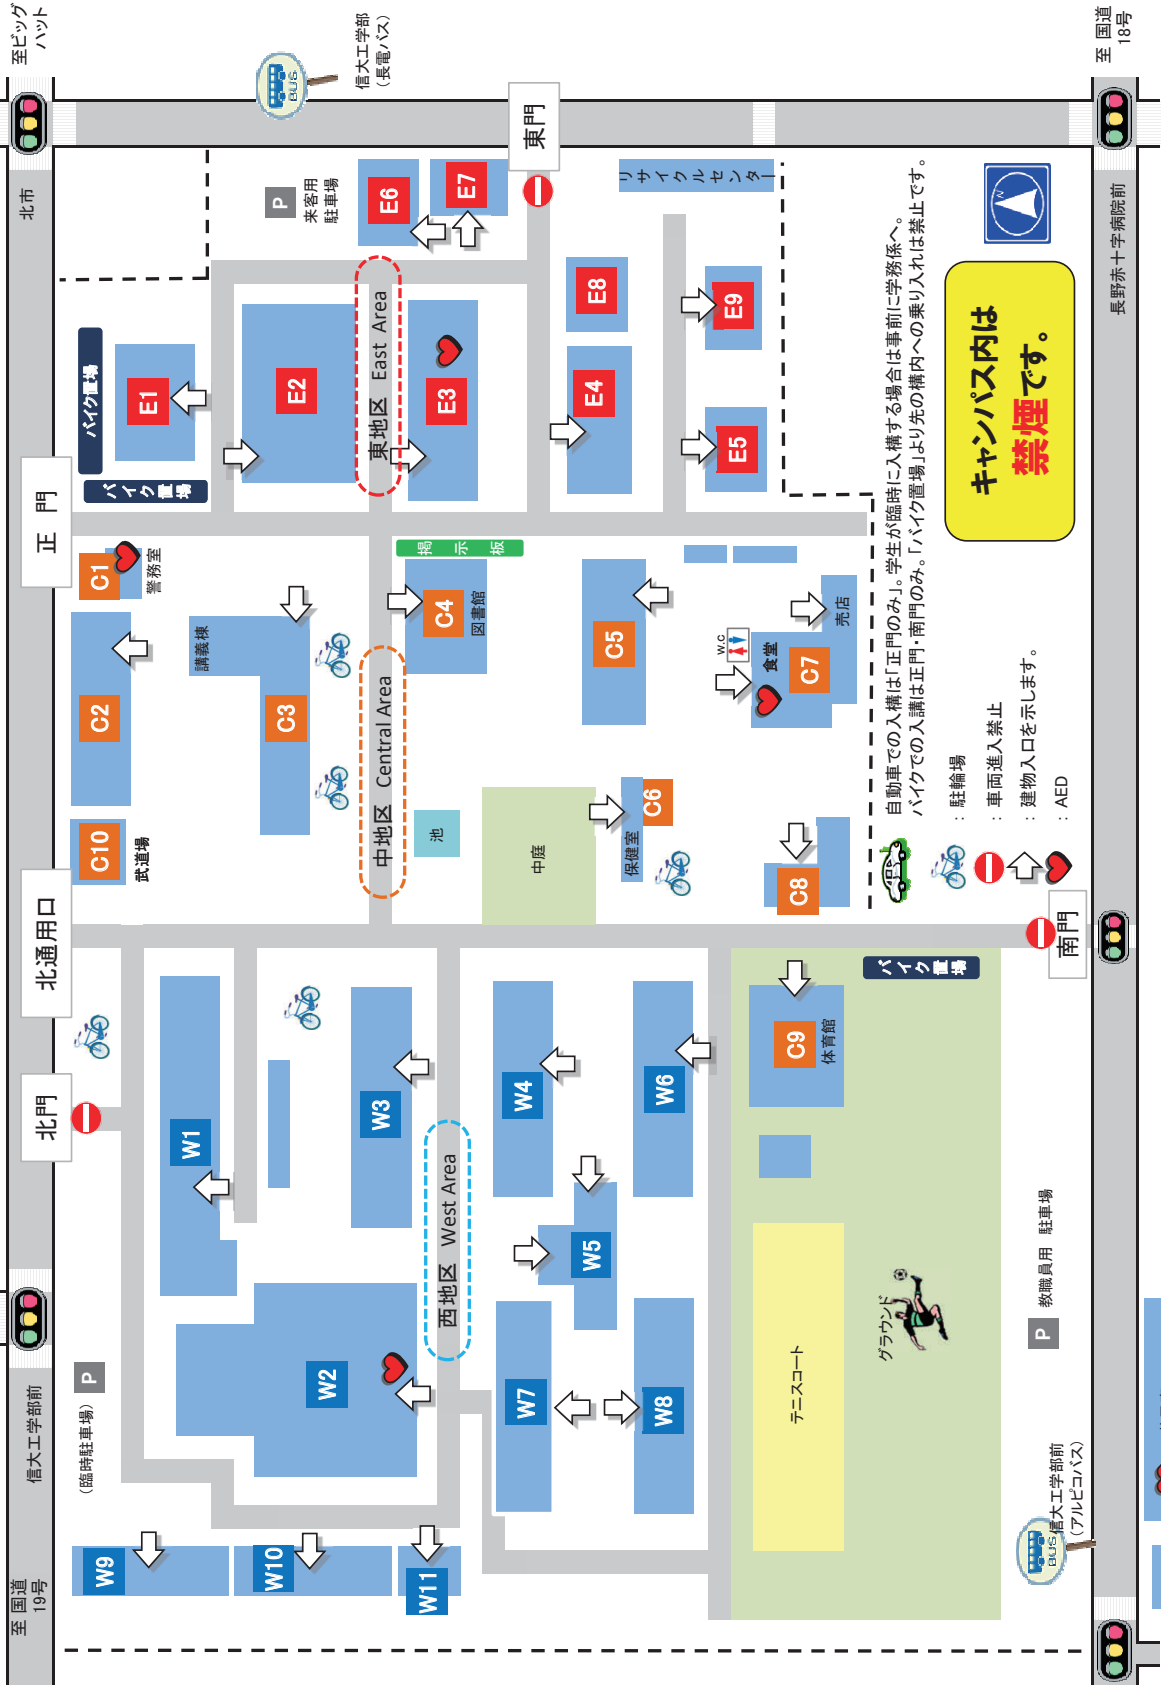 至 国道
19号
信大工学部前
北市
至ビッグ
ハット
（臨時駐車場）
P
北門
北通用口
正 門
バイク置場
バイク置場
P
来客用
駐車場
信大工学部
（長電バス）
BUS
東門
W9
W10
W11
W1
W2
W3
W4
W5
W6
W7
W8
西地区 West Area
C10
武道場
C2
C1
警務室
講義棟
C3
中地区 Central Area
池
中庭
掲示板
C4
図書館
C5
C6
保健室
w.c
食堂
C7
売店
C8
C9
体育館
バイク置場
E1
E2
東地区 East Area
E3
E4
E5
E6
E7
E8
E9
リサイクルセンター
テニスコート
グラウンド
P
教職員用 駐車場
BUS
信大工学部前
（アルピコバス）
南門
自動車での入構は「正門のみ」。学生が臨時に入構する場合は事前に学務係へ。
バイクでの入講は正門・南門のみ。「バイク置場」より先の構内への乗り入れは禁止です。
：駐輪場
：車両進入禁止
：建物入口を示します。
：AED
キャンパス内は
禁煙です。
N
長野赤十字病院前
至 国道
18号